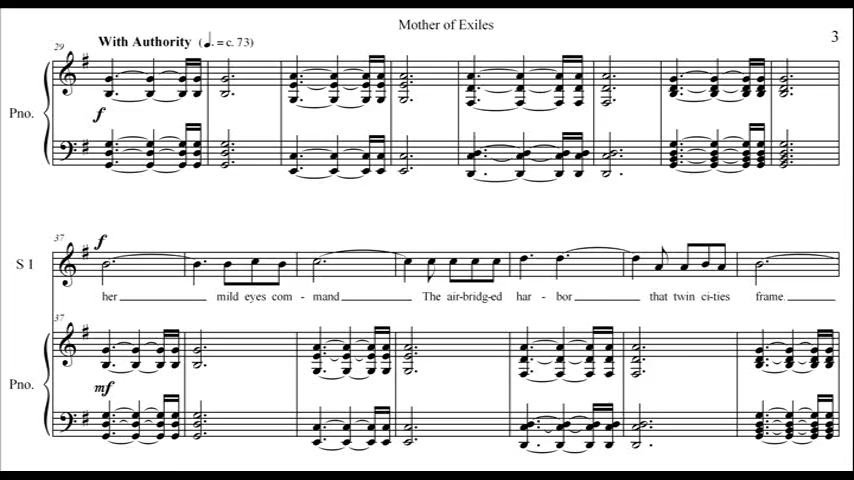 Mother of Exiles
3
29
With Authority (♩. = c. 73)
Pno.
f
37
f
S I
her mild eyes com - mand The air-bridg-ed har - bor that twin ci-ties frame
37
Pno.
mf